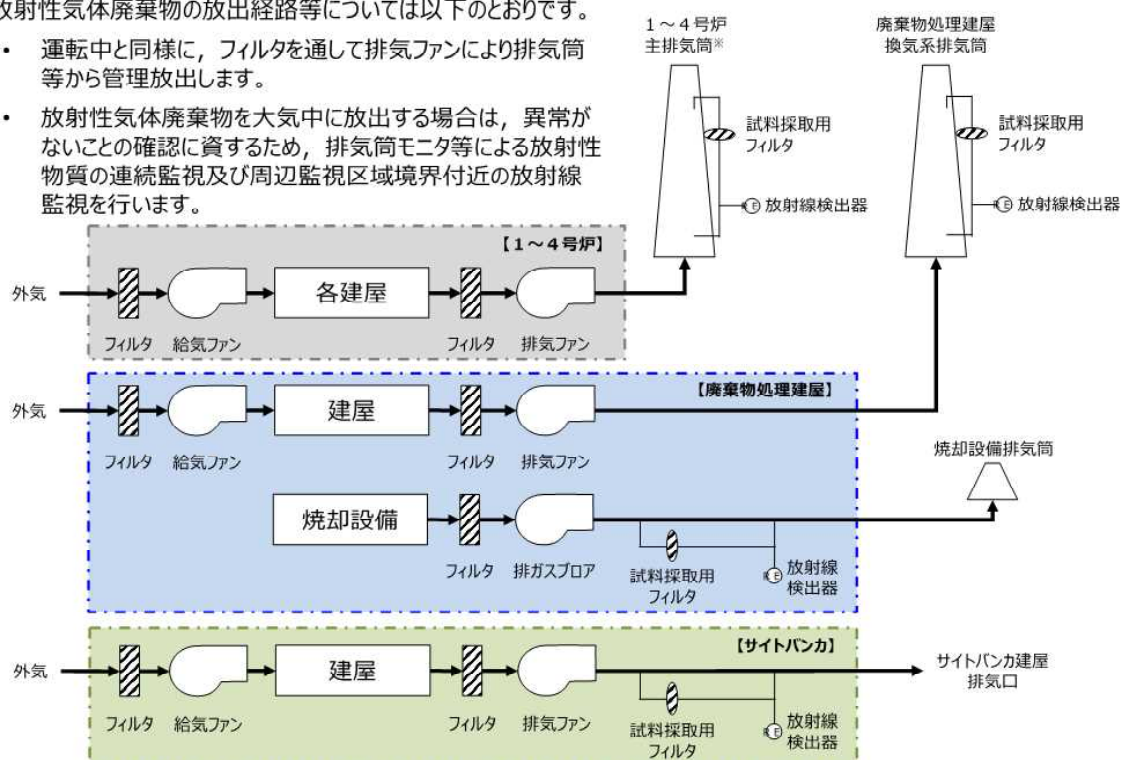 放射性気体廃棄物の放出経路等については以下のとおりです。
• 運転中と同様に，フィルタを通して排気ファンにより排気筒
等から管理放出します。
• 放射性気体廃棄物を大気中に放出する場合は，異常が
ないことの確認に資するため，排気筒モニタ等による放射性
物質の連続監視及び周辺監視区域境界付近の放射線
監視を行います。
１～４号炉
主排気筒※
廃棄物処理建屋
換気系排気筒
試料採取用
フィルタ
放射線検出器
試料採取用
フィルタ
放射線検出器
【１～４号炉】
外気
各建屋
フィルタ 給気ファン
フィルタ 排気ファン
【廃棄物処理建屋】
外気
建屋
フィルタ 給気ファン
フィルタ 排気ファン
焼却設備排気筒
焼却設備
フィルタ 排ガスブロア
試料採取用
フィルタ
放射線
検出器
【サイトバンカ】
外気
建屋
サイトバンカ建屋
排気口
フィルタ 給気ファン
フィルタ 排気ファン
試料採取用
フィルタ
放射線
検出器